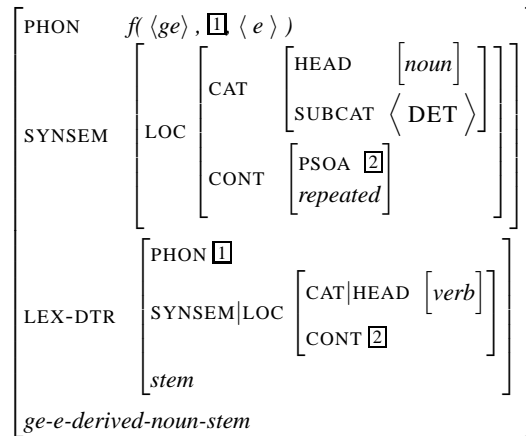 PHON f( ⟨ge⟩ , 1, ⟨ e ⟩ )
SYNSEM LOC CAT HEAD [noun]
SUBCAT ⟨ DET ⟩
CONT PSOA 2
repeated
LEX-DTR PHON 1
SYNSEM|LOC CAT|HEAD [verb]
CONT 2
stem
ge-e-derived-noun-stem